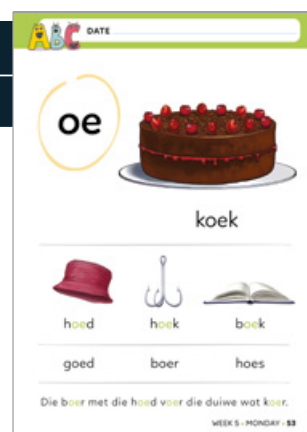 ABC DATE
oe
koek
hoed hoek boek
goed boer hoes
Die boer met die hoed voer die duiwe wat koer.
WEEK 5 • MONDAY • 53